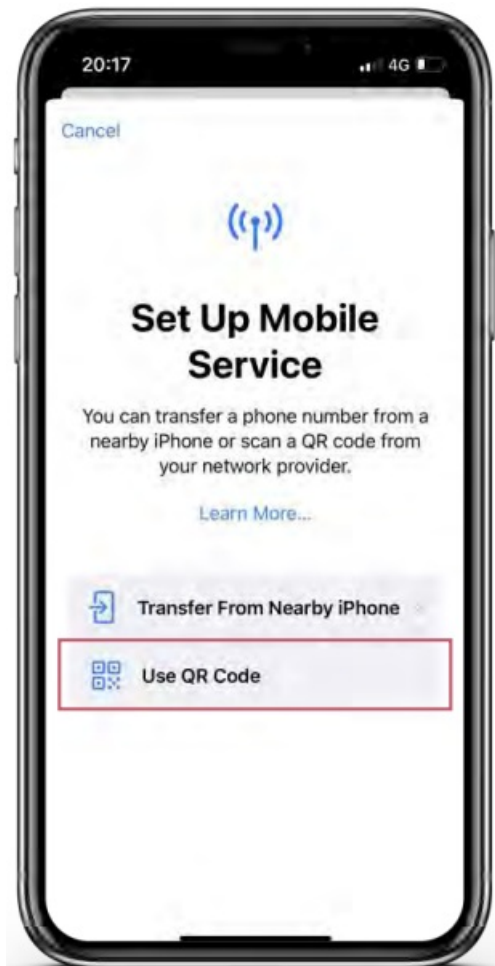 20:17
4G
Cancel
Set Up Mobile
Service
You can transfer a phone number from a
nearby iPhone or scan a QR code from
your network provider.
Learn More...
Transfer From Nearby iPhone
Use QR Code